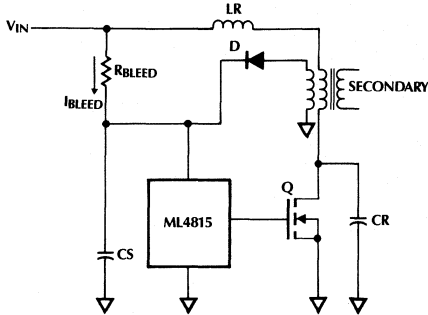 LR
VIN
D
RBLEED
SECONDARY
IBLEED
Q
ML4815
CR
CS